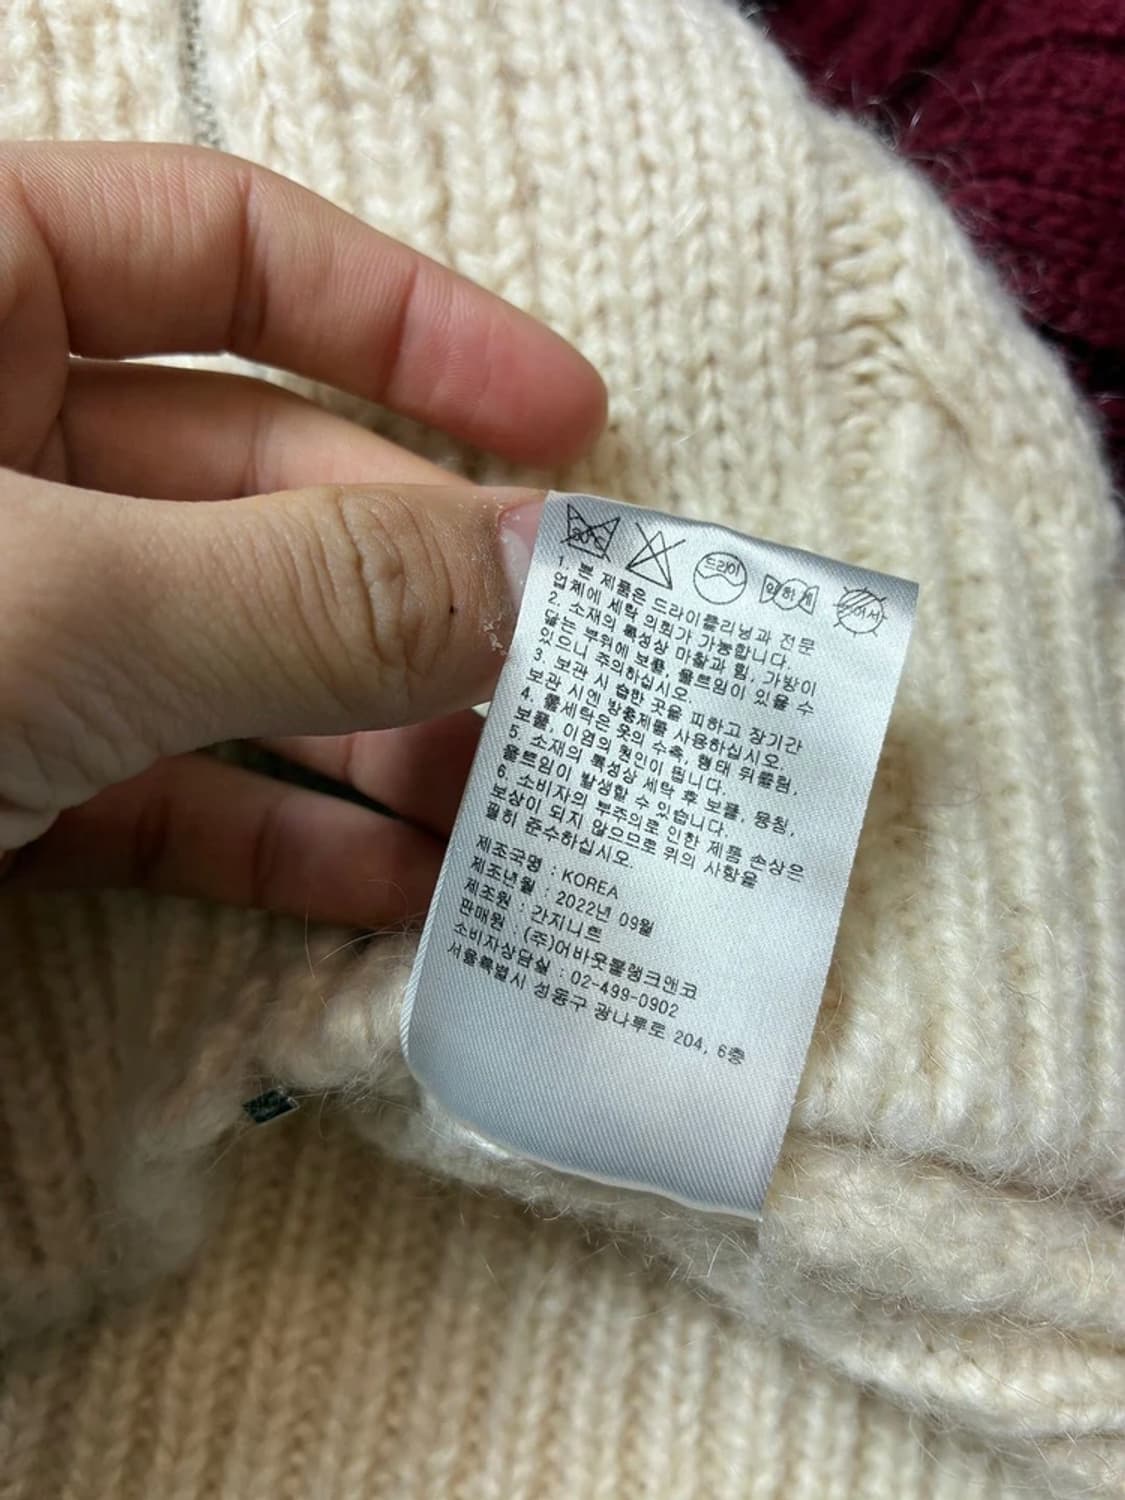 30℃
드라이 약하게 뉘어서
1. 본 제품은 드라이클리닝과 전문
업체에 세탁 의뢰가 가능합니다.
2. 소재의 특성상 마찰과 힘, 가방이
닿는 부위에 보풀, 올트임이 있을 수
있으니 주의하십시오.
3. 보관 시 습한 곳을 피하고 장기간
보관 시엔 방충제를 사용하십시오.
4. 물세탁은 옷의 수축, 형태 뒤틀림,
보풀, 이염의 원인이 됩니다.
5. 소재의 특성상 세탁 후 보풀, 뭉침,
올트임이 발생할 수 있습니다.
6. 소비자의 부주의로 인한 제품 손상은
보상이 되지 않으므로 위의 사항을
필히 준수하십시오.
제조국명 : KOREA
제조년월 : 2022년 09월
제조원 : 간지니트
판매원 : (주)어바웃블랭크앤코
소비자상담실 : 02-499-0902
서울특별시 성동구 광나루로 204, 6층